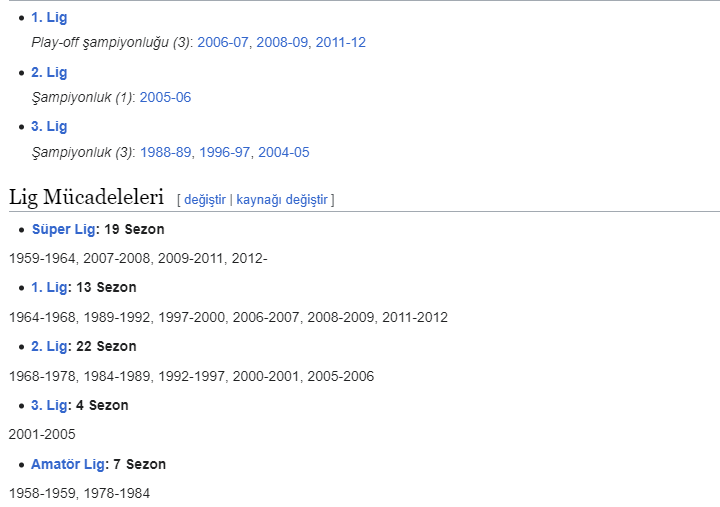 1. Lig
Play-off şampiyonluğu (3): 2006-07, 2008-09, 2011-12
2. Lig
Şampiyonluk (1): 2005-06
3. Lig
Şampiyonluk (3): 1988-89, 1996-97, 2004-05
Lig Mücadeleleri [ değiştir | kaynağı değiştir ]
Süper Lig: 19 Sezon
1959-1964, 2007-2008, 2009-2011, 2012-
1. Lig: 13 Sezon
1964-1968, 1989-1992, 1997-2000, 2006-2007, 2008-2009, 2011-2012
2. Lig: 22 Sezon
1968-1978, 1984-1989, 1992-1997, 2000-2001, 2005-2006
3. Lig: 4 Sezon
2001-2005
Amatör Lig: 7 Sezon
1958-1959, 1978-1984